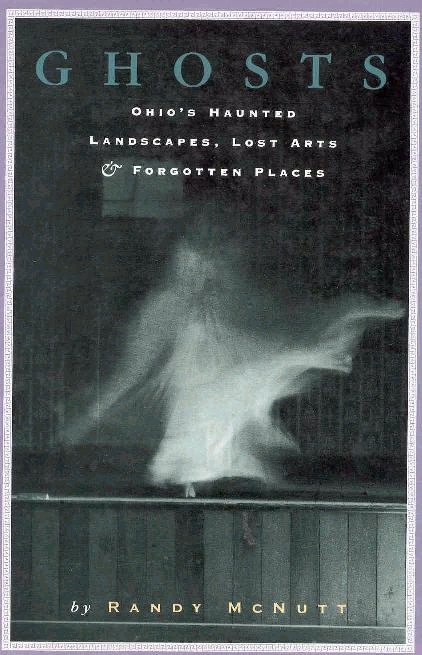 GHOSTS
OHIO'S HAUNTED
LANDSCAPES, LOST ARTS
& FORGOTTEN PLACES
by RANDY MCNUTT